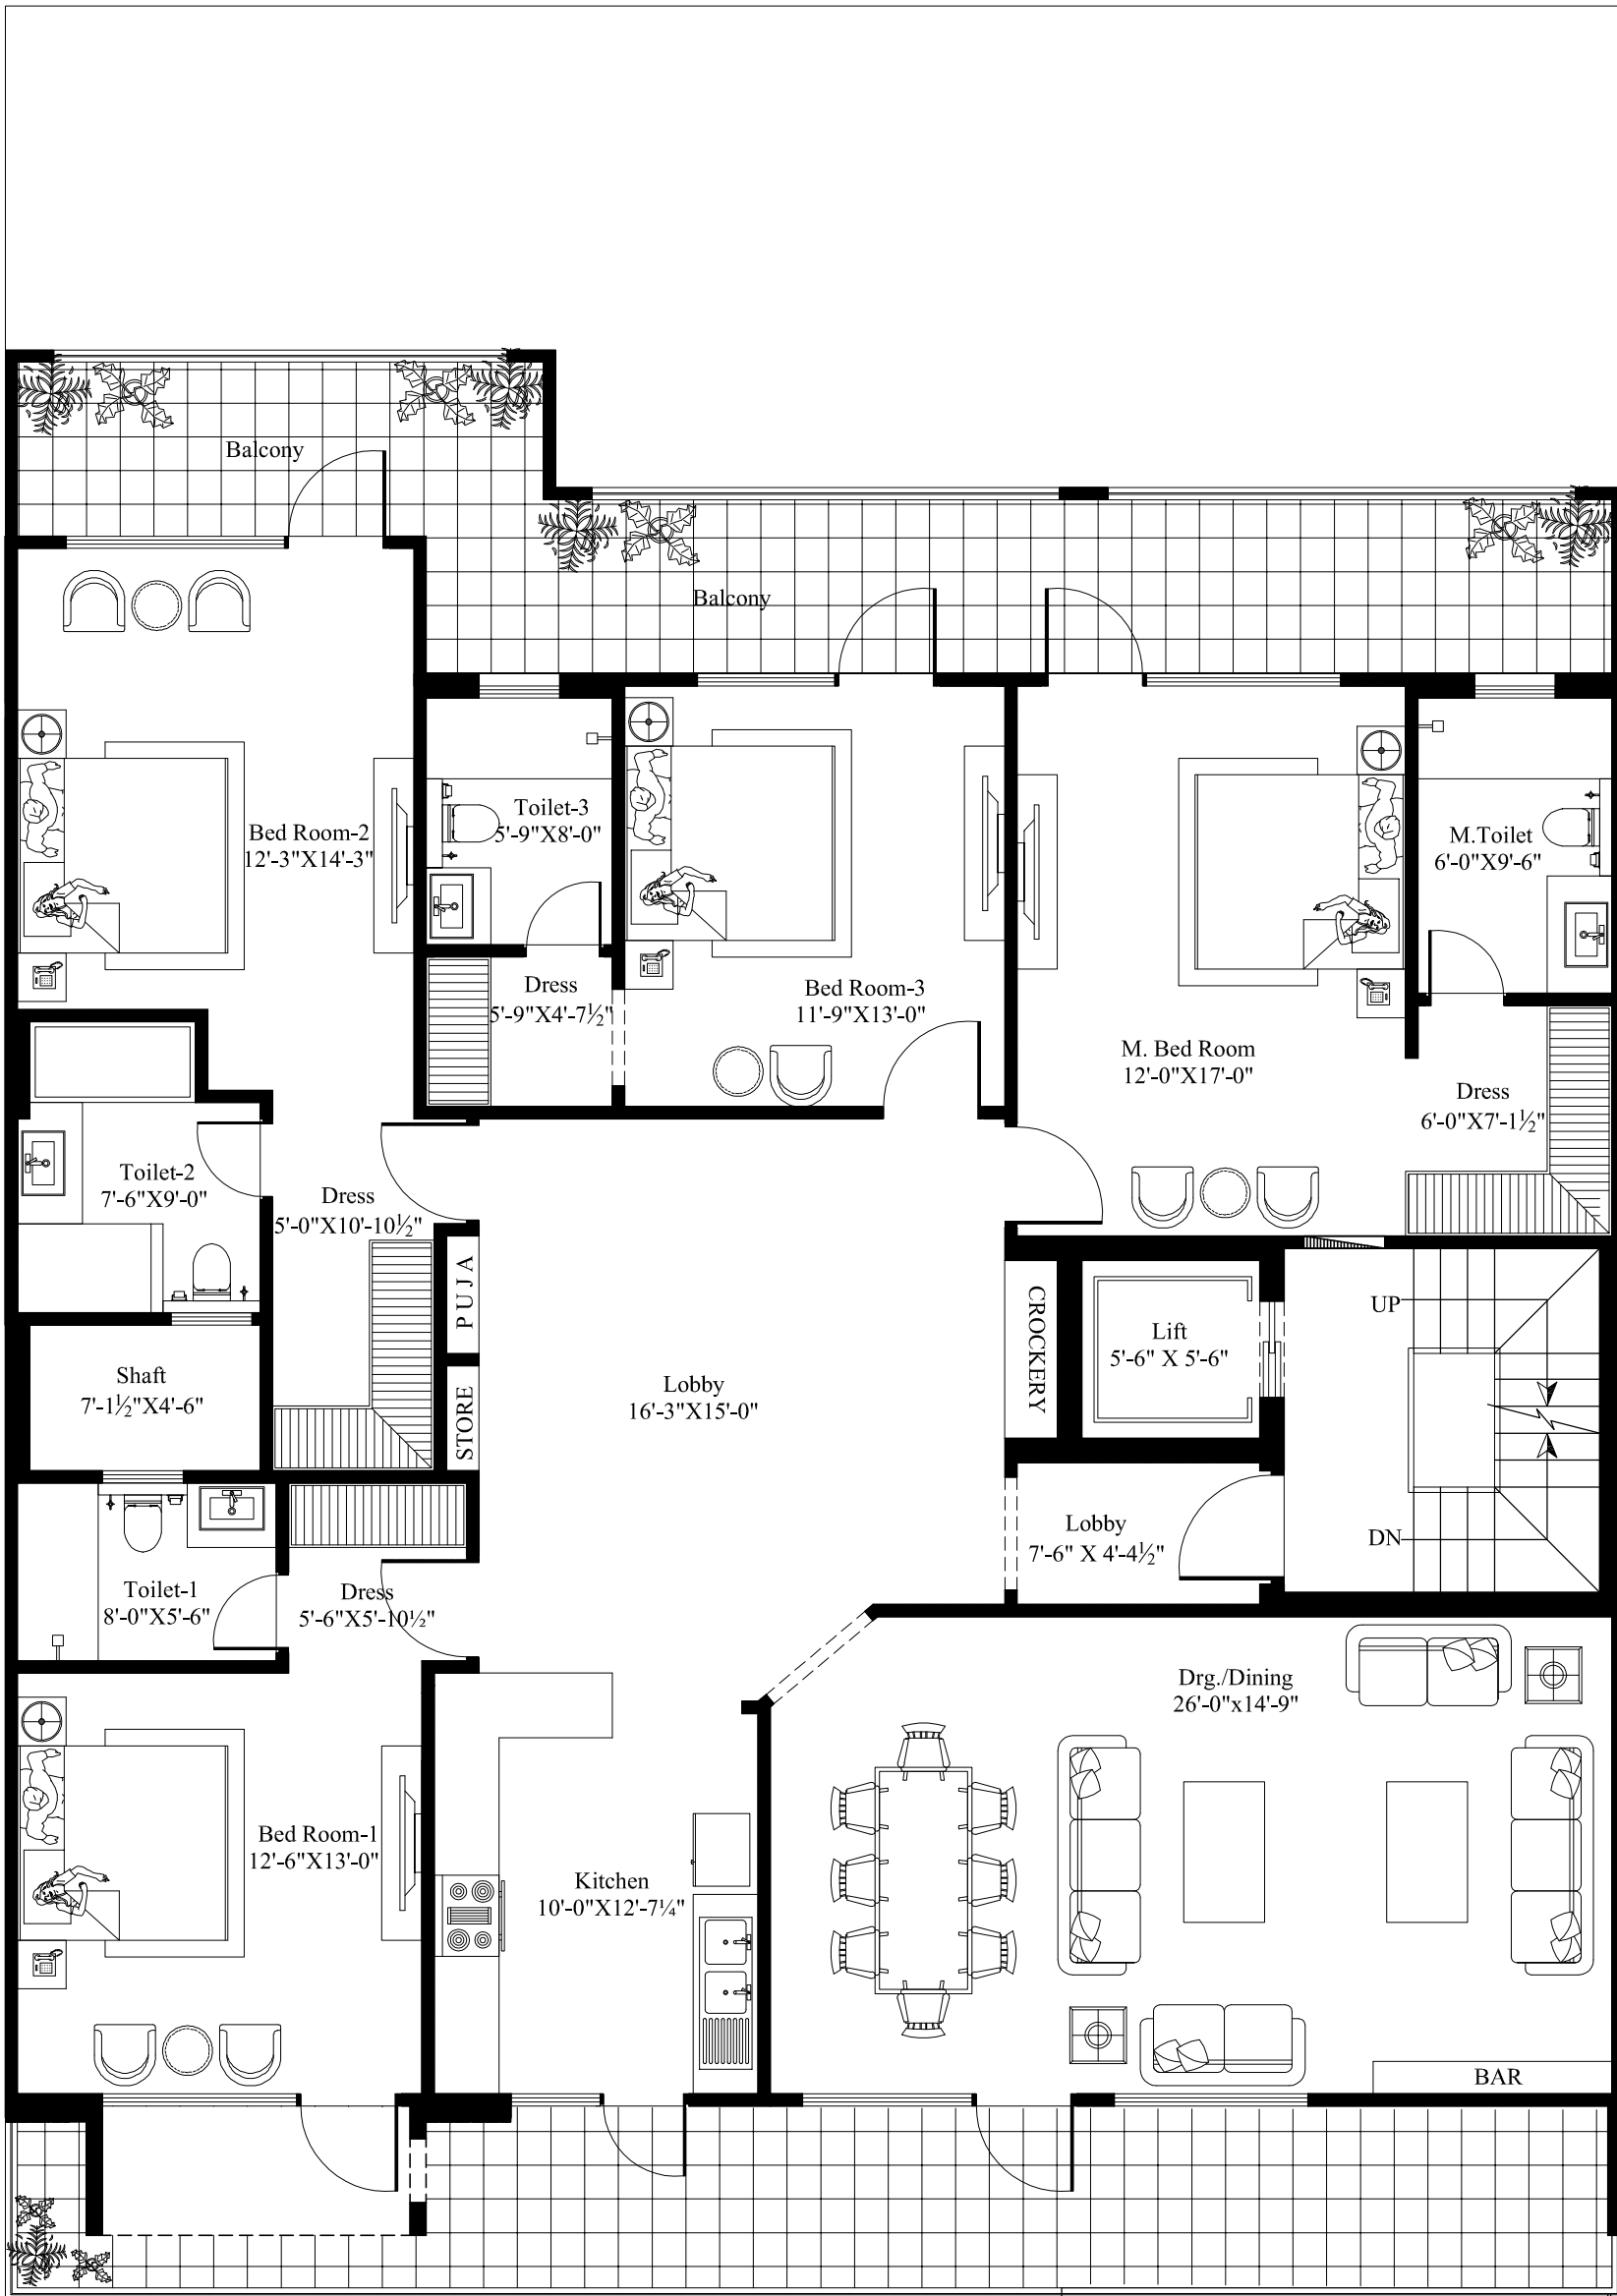 Balcony
Balcony
Bed Room-2
12'-3"X14'-3"
Toilet-3
5'-9"X8'-0"
M.Toilet
6'-0"X9'-6"
Dress
5'-9"X4'-7½"
Bed Room-3
11'-9"X13'-0"
M. Bed Room
12'-0"X17'-0"
Dress
6'-0"X7'-1½"
Toilet-2
7'-6"X9'-0"
Dress
5'-0"X10'-10½"
PUJA
CROCKERY
UP
Lift
5'-6" X 5'-6"
Shaft
7'-1½"X4'-6"
STORE
Lobby
16'-3"X15'-0"
Lobby
7'-6" X 4'-4½"
DN
Toilet-1
8'-0"X5'-6"
Dress
5'-6"X5'-10½"
Drg./Dining
26'-0"x14'-9"
Bed Room-1
12'-6"X13'-0"
Kitchen
10'-0"X12'-7¼"
BAR